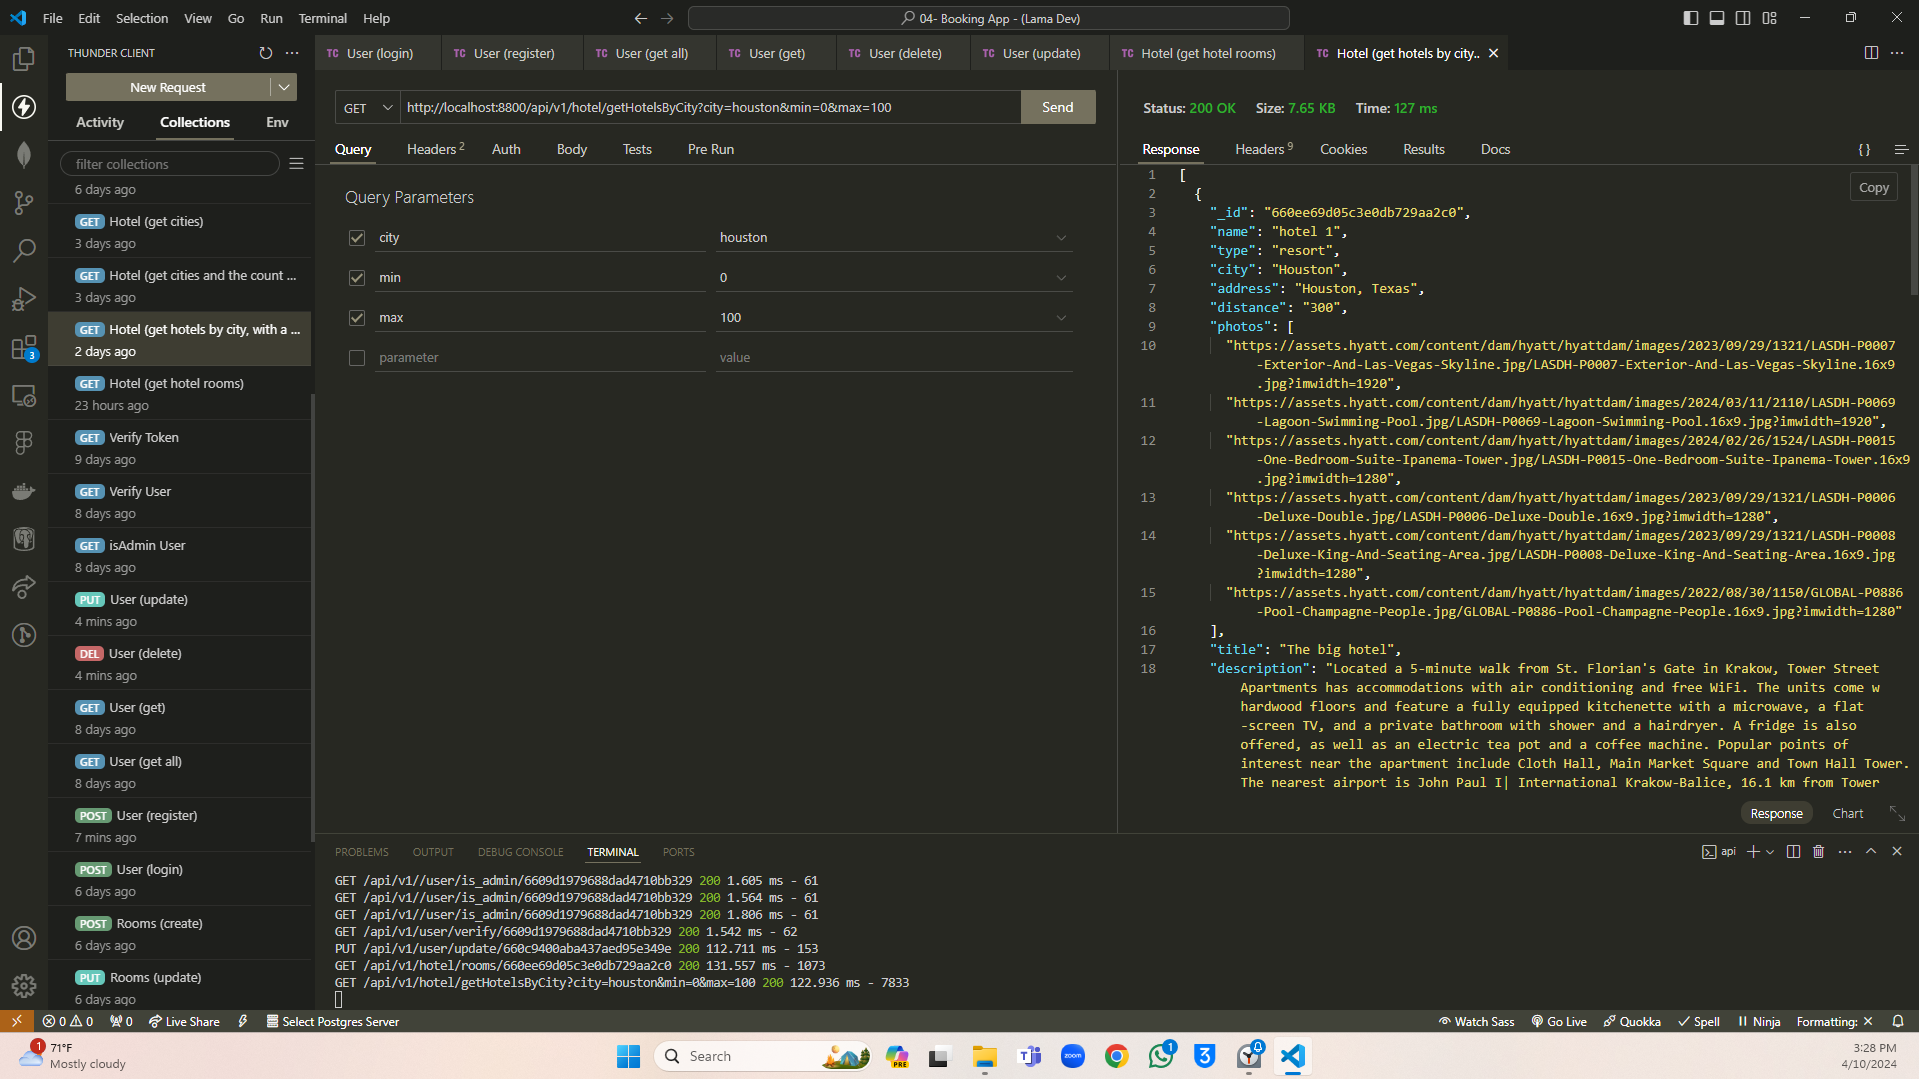 File Edit Selection View Go Run Terminal Help
04- Booking App - (Lama Dev)
THUNDER CLIENT
New Request
Activity Collections Env
filter collections
6 days ago
GET Hotel (get cities)
3 days ago
GET Hotel (get cities and the count ...
3 days ago
GET Hotel (get hotels by city, with a ...
2 days ago
GET Hotel (get hotel rooms)
23 hours ago
GET Verify Token
9 days ago
GET Verify User
8 days ago
GET isAdmin User
8 days ago
PUT User (update)
4 mins ago
DEL User (delete)
4 mins ago
GET User (get)
8 days ago
GET User (get all)
8 days ago
POST User (register)
7 mins ago
POST User (login)
6 days ago
POST Rooms (create)
6 days ago
PUT Rooms (update)
6 days ago
3
TC User (login) TC User (register) TC User (get all) TC User (get) TC User (delete) TC User (update) TC Hotel (get hotel rooms) TC Hotel (get hotels by city..
GET http://localhost:8800/api/v1/hotel/getHotelsByCity?city=houston&min=0&max=100 Send
Query Headers 2 Auth Body Tests Pre Run
Query Parameters
city houston
min 0
max 100
parameter value
Status: 200 OK Size: 7.65 KB Time: 127 ms
Response Headers 9 Cookies Results Docs {}
Copy
1 [
2 {
3 "_id": "660ee69d05c3e0db729aa2c0",
4 "name": "hotel 1",
5 "type": "resort",
6 "city": "Houston",
7 "address": "Houston, Texas",
8 "distance": "300",
9 "photos": [
10 "https://assets.hyatt.com/content/dam/hyatt/hyattdam/images/2023/09/29/1321/LASDH-P0007
-Exterior-And-Las-Vegas-Skyline.jpg/LASDH-P0007-Exterior-And-Las-Vegas-Skyline.16x9
.jpg?imwidth=1920",
11 "https://assets.hyatt.com/content/dam/hyatt/hyattdam/images/2024/03/11/2110/LASDH-P0069
-Lagoon-Swimming-Pool.jpg/LASDH-P0069-Lagoon-Swimming-Pool.16x9.jpg?imwidth=1920",
12 "https://assets.hyatt.com/content/dam/hyatt/hyattdam/images/2024/02/26/1524/LASDH-P0015
-One-Bedroom-Suite-Ipanema-Tower.jpg/LASDH-P0015-One-Bedroom-Suite-Ipanema-Tower.16x9
.jpg?imwidth=1280",
13 "https://assets.hyatt.com/content/dam/hyatt/hyattdam/images/2023/09/29/1321/LASDH-P0006
-Deluxe-Double.jpg/LASDH-P0006-Deluxe-Double.16x9.jpg?imwidth=1280",
14 "https://assets.hyatt.com/content/dam/hyatt/hyattdam/images/2023/09/29/1321/LASDH-P0008
-Deluxe-King-And-Seating-Area.jpg/LASDH-P0008-Deluxe-King-And-Seating-Area.16x9.jpg
?imwidth=1280",
15 "https://assets.hyatt.com/content/dam/hyatt/hyattdam/images/2022/08/30/1150/GLOBAL-P0886
-Pool-Champagne-People.jpg/GLOBAL-P0886-Pool-Champagne-People.16x9.jpg?imwidth=1280"
16 ],
17 "title": "The big hotel",
18 "description": "Located a 5-minute walk from St. Florian's Gate in Krakow, Tower Street
Apartments has accommodations with air conditioning and free WiFi. The units come w
hardwood floors and feature a fully equipped kitchenette with a microwave, a flat
-screen TV, and a private bathroom with shower and a hairdryer. A fridge is also
offered, as well as an electric tea pot and a coffee machine. Popular points of
interest near the apartment include Cloth Hall, Main Market Square and Town Hall Tower.
The nearest airport is John Paul I| International Krakow-Balice, 16.1 km from Tower
Response Chart
PROBLEMS OUTPUT DEBUG CONSOLE TERMINAL PORTS
api
GET /api/v1//user/is_admin/6609d1979688dad4710bb329 200 1.605 ms - 61
GET /api/v1//user/is_admin/6609d1979688dad4710bb329 200 1.564 ms - 61
GET /api/v1//user/is_admin/6609d1979688dad4710bb329 200 1.806 ms - 61
GET /api/v1/user/verify/6609d1979688dad4710bb329 200 1.542 ms - 62
PUT /api/v1/user/update/660c9400aba437aed95e349e 200 112.711 ms - 153
GET /api/v1/hotel/rooms/660ee69d05c3e0db729aa2c0 200 131.557 ms - 1073
GET /api/v1/hotel/getHotelsByCity?city=houston&min=0&max=100 200 122.936 ms - 7833
0 0 0 Live Share Select Postgres Server
Watch Sass Go Live Quokka Spell Ninja Formatting:
1
71°F
Mostly cloudy
Search
PRE
zoom
1
3
3:28 PM
4/10/2024